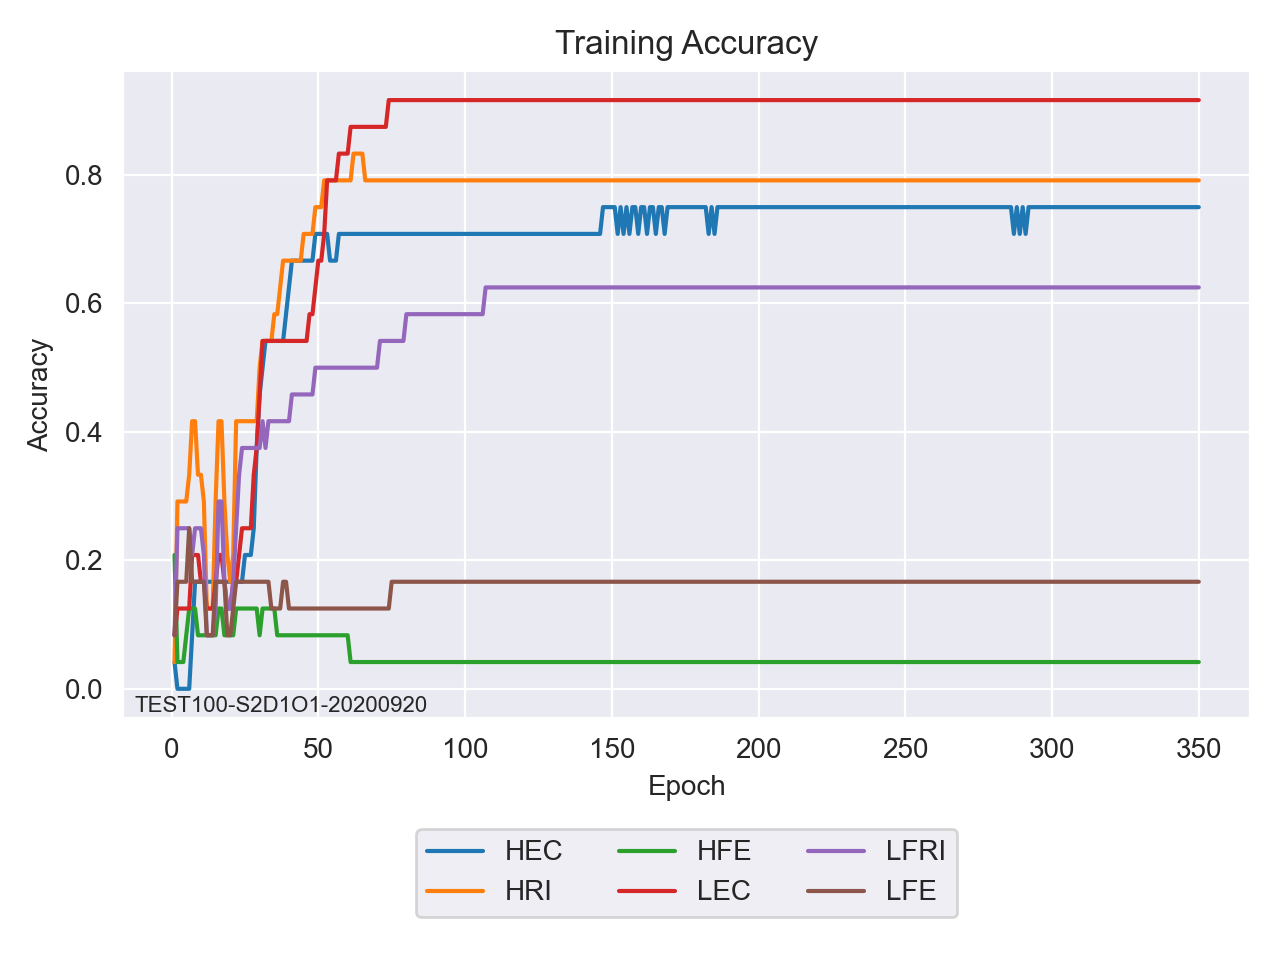 Training Accuracy
Accuracy
0.8
0.6
0.4
0.2
0.0
TEST100-S2D1O1-20200920
0 50 100 150 200 250 300 350
Epoch
HEC HFE LFRI
HRI LEC LFE